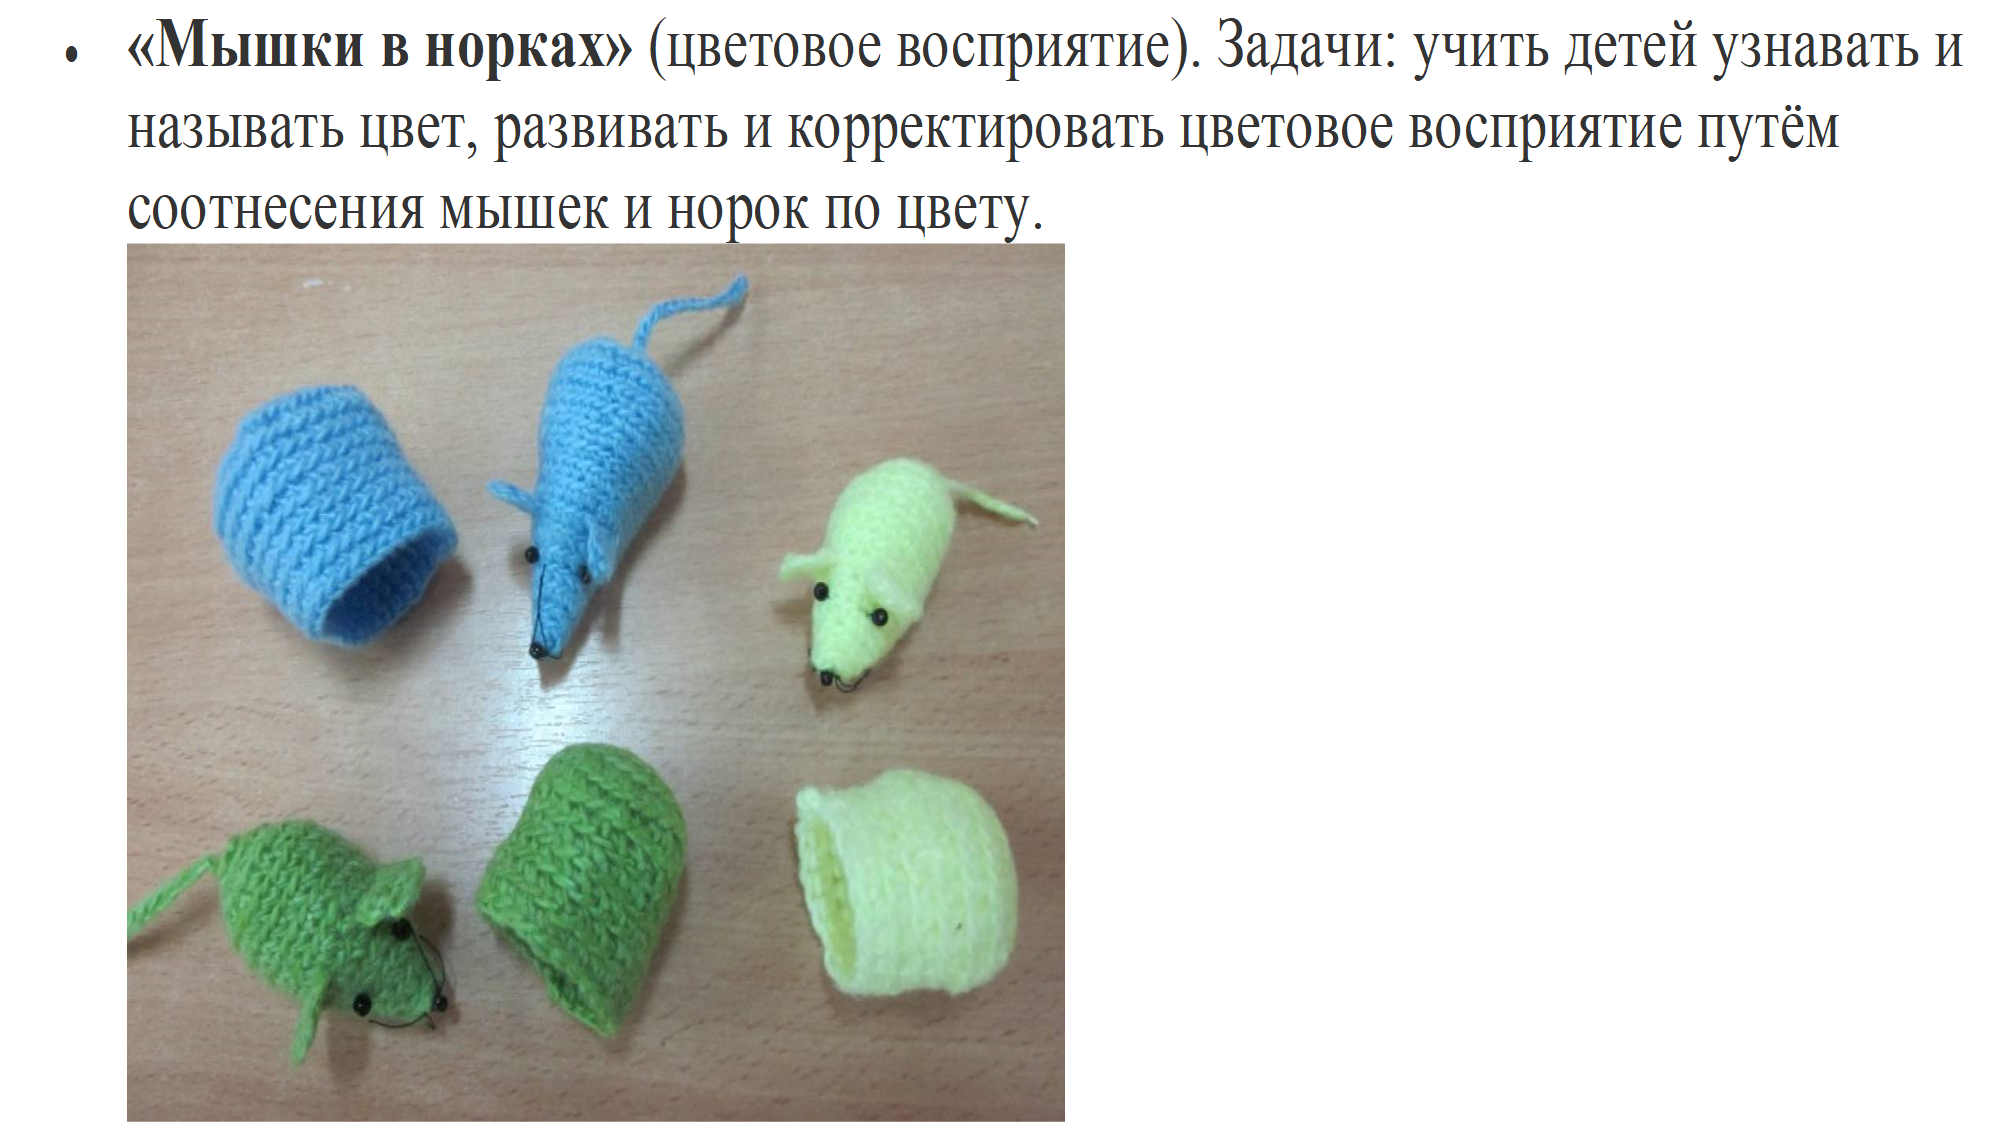 • «Мышки в норках» (цветовое восприятие). Задачи: учить детей узнавать и
называть цвет, развивать и корректировать цветовое восприятие путём
соотнесения мышек и норок по цвету.